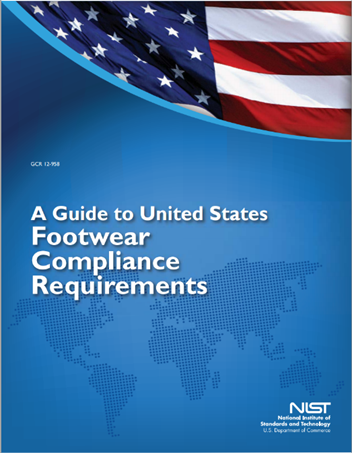 GCR 12-958
A Guide to United States
Footwear
Compliance
Requirements
NIST
National Institute of
Standards and Technology
U.S. Department of Commerce